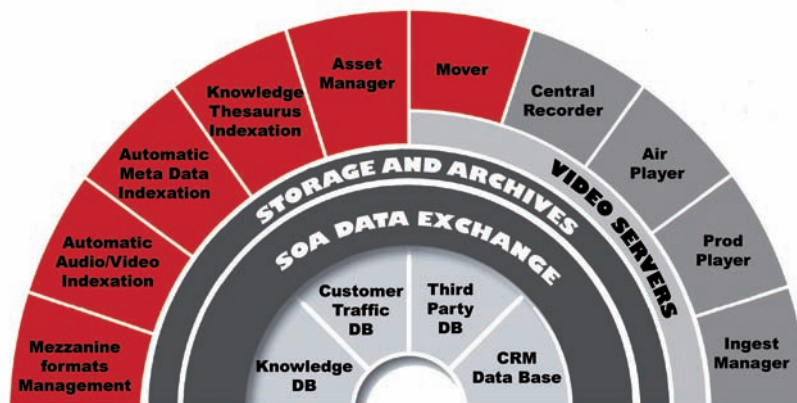 Mezzanine
formats
Management
Automatic
Audio/Video
Indexation
Automatic
Meta Data
Indexation
Knowledge
Thesaurus
Indexation
Asset
Manager
Mover
Central
Recorder
Air
Player
Prod
Player
Ingest
Manager
VIDEO SERVERS
STORAGE AND ARCHIVES
SOA DATA EXCHANGE
Knowledge
DB
Customer
Traffic
DB
Third
Party
DB
CRM
Data Base